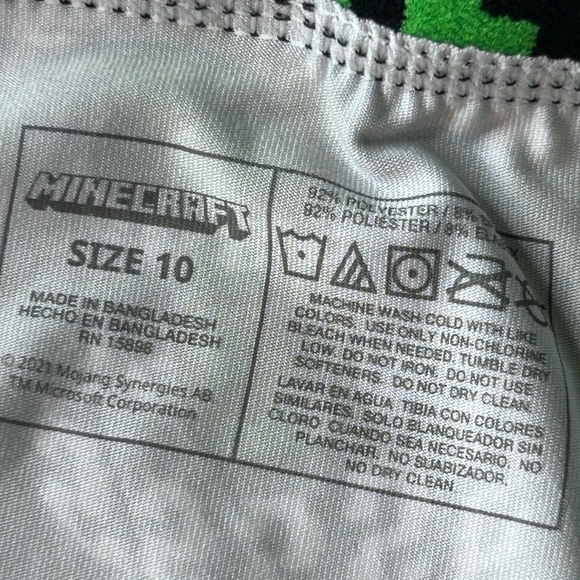 MINECRAFT
SIZE 10
MADE IN BANGLADESH
HECHO EN BANGLADESH
RN 15896
© 2021 Mojang Synergies AB.
TM Microsoft Corporation.
92% POLYESTER / 8%
92% POLIESTER / 8%
MACHINE WASH COLD WITH LIKE
COLORS. USE ONLY NON-CHLORINE
BLEACH WHEN NEEDED. TUMBLE DRY
LOW. DO NOT IRON. DO NOT USE
SOFTENERS. DO NOT DRY CLEAN.
LAVAR EN AGUA TIBIA CON COLORES
SIMILARES. SOLO BLANQUEADOR SIN
CLORO CUANDO SEA NECESARIO. NO
PLANCHAR. NO SUABIZADOR.
NO DRY CLEAN.